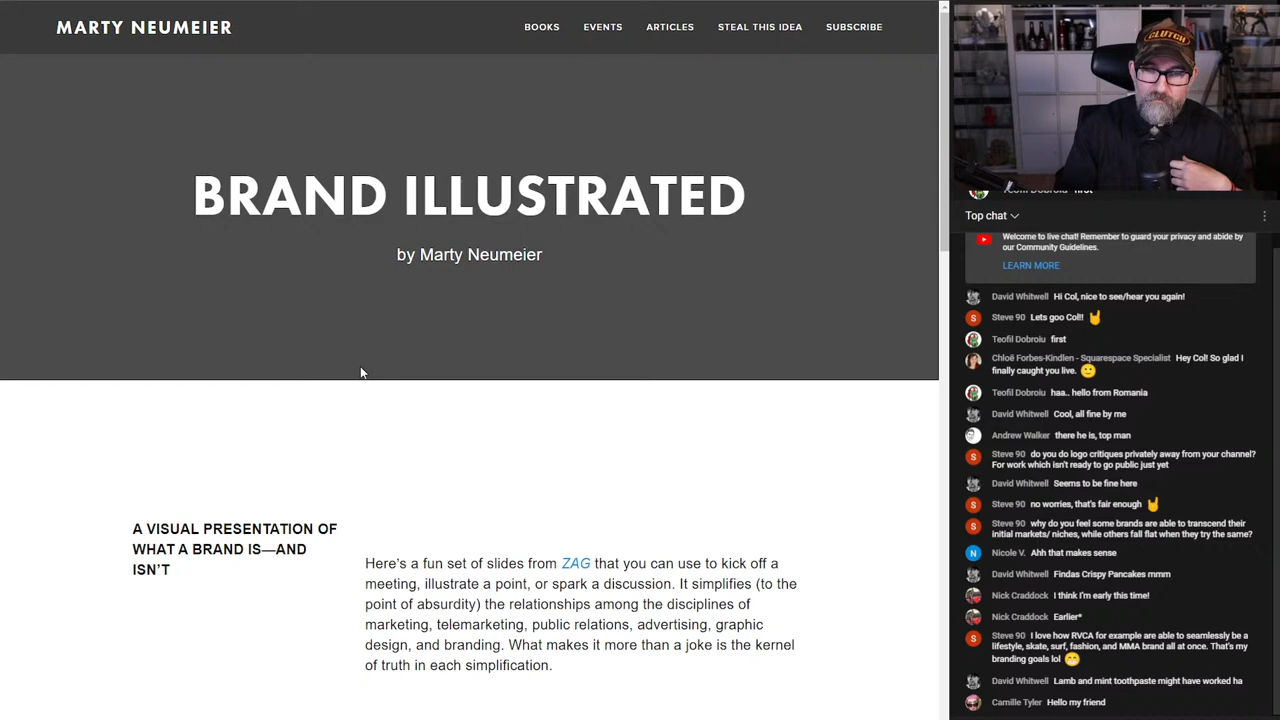 MARTY NEUMEIER
BOOKS
EVENTS
ARTICLES
STEAL THIS IDEA
SUBSCRIBE
BRAND ILLUSTRATED
by Marty Neumeier
A VISUAL PRESENTATION OF
WHAT A BRAND IS—AND
ISN'T
Here's a fun set of slides from ZAG that you can use to kick off a
meeting, illustrate a point, or spark a discussion. It simplifies (to the
point of absurdity) the relationships among the disciplines of
marketing, telemarketing, public relations, advertising, graphic
design, and branding. What makes it more than a joke is the kernel
of truth in each simplification.
CLUTCH
Teofil Dobroiu first
Top chat
Welcome to live chat! Remember to guard your privacy and abide by
our Community Guidelines.
LEARN MORE
David Whitwell Hi Col, nice to see/hear you again!
S Steve 90 Lets goo Col!!
Teofil Dobroiu first
Chloë Forbes-Kindlen - Squarespace Specialist Hey Col! So glad I
finally caught you live.
Teofil Dobroiu haa.. hello from Romania
David Whitwell Cool, all fine by me
Andrew Walker there he is, top man
S Steve 90 do you do logo critiques privately away from your channel?
For work which isn't ready to go public just yet
David Whitwell Seems to be fine here
S Steve 90 no worries, that's fair enough
S Steve 90 why do you feel some brands are able to transcend their
initial markets/ niches, while others fall flat when they try the same?
N Nicole V. Ahh that makes sense
David Whitwell Findas Crispy Pancakes mmm
Nick Craddock I think I'm early this time!
Nick Craddock Earlier*
S Steve 90 I love how RVCA for example are able to seamlessly be a
lifestyle, skate, surf, fashion, and MMA brand all at once. That's my
branding goals lol
David Whitwell Lamb and mint toothpaste might have worked ha
Camille Tyler Hello my friend